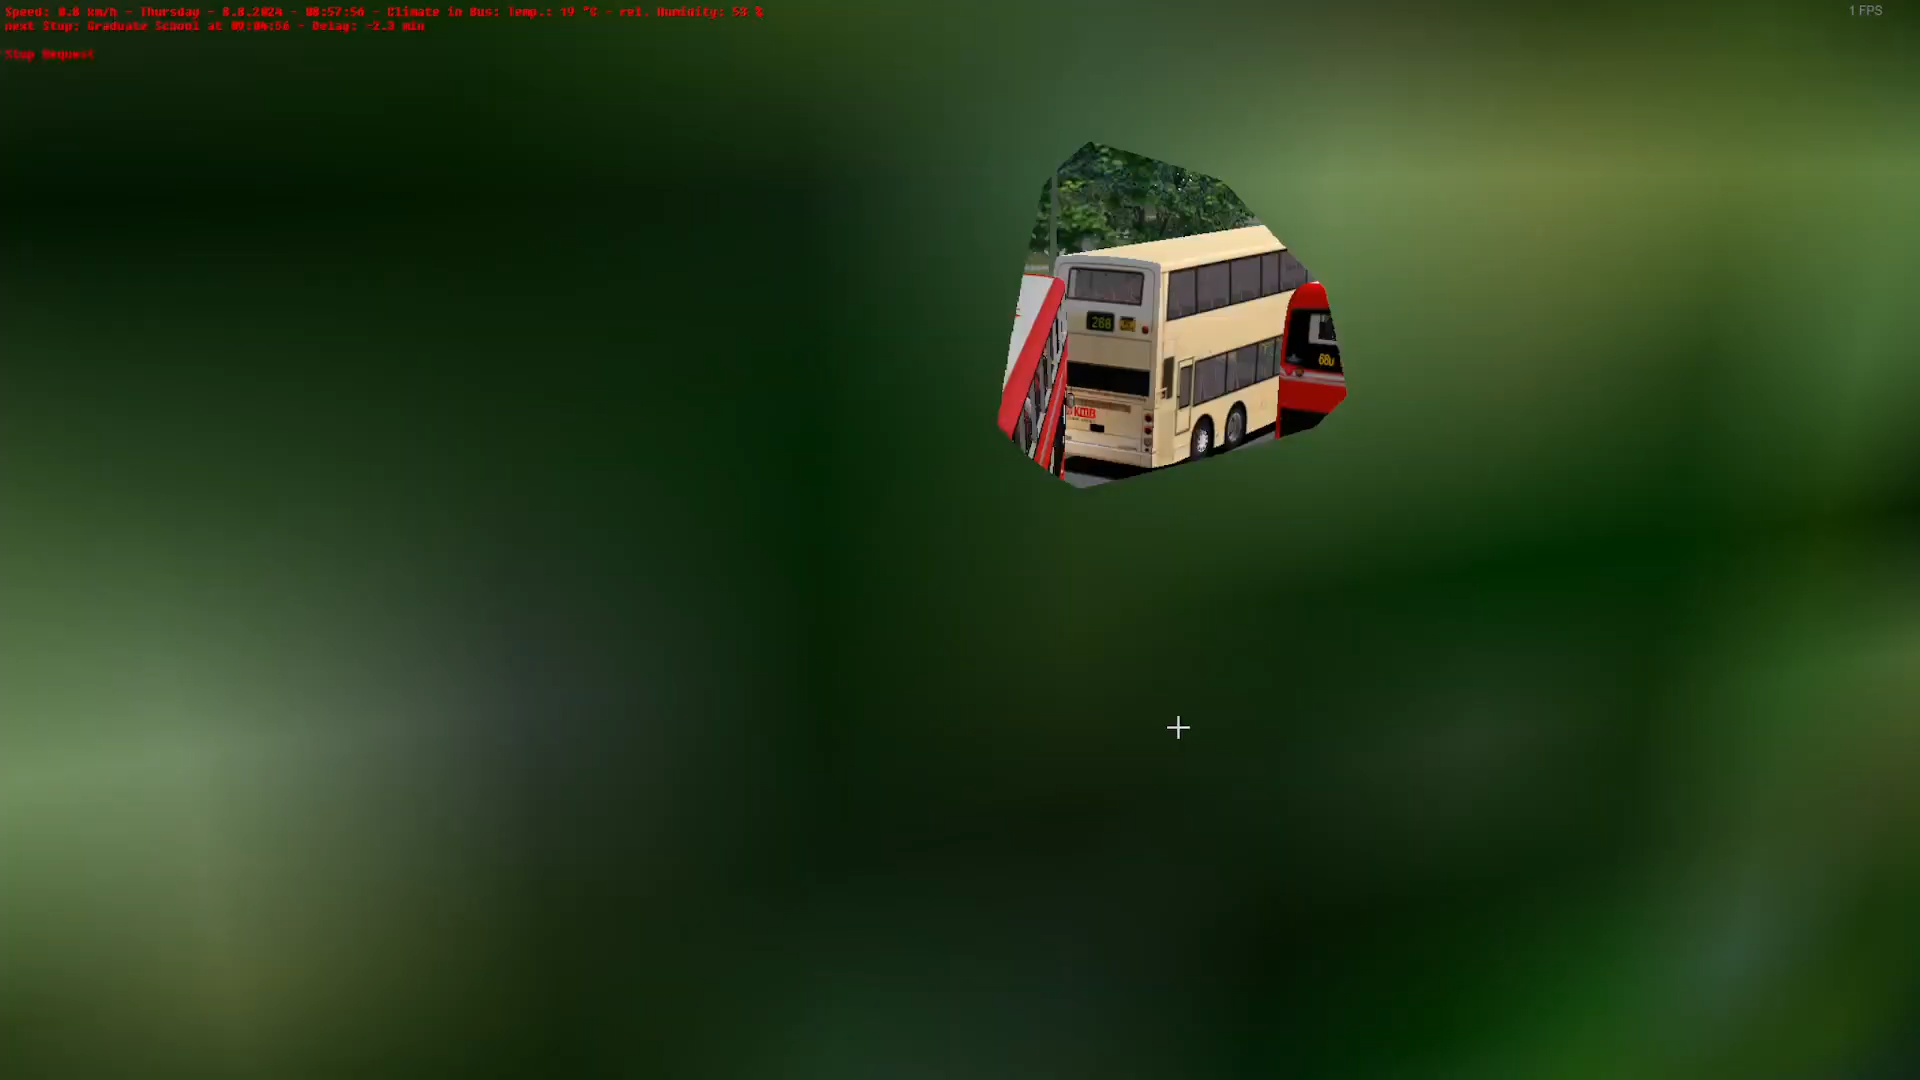 Speed: 0.0 km/h - Thursday - 8.8.2024 - 08:57:56 - Climate in Bus: Temp.: 19 °C - rel. Humidity: 53 %
1 FPS
next Stop: Graduate School at 09:04:56 - Delay: -2.3 min
Stop Request
268
KMB